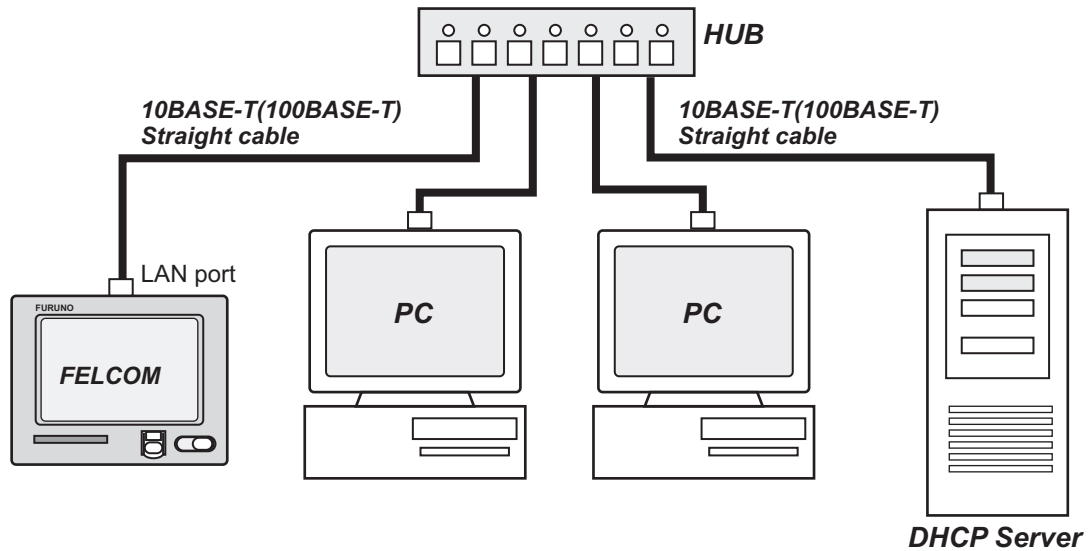 HUB
10BASE-T(100BASE-T)
Straight cable
10BASE-T(100BASE-T)
Straight cable
LAN port
FURUNO
FELCOM
PC
PC
DHCP Server